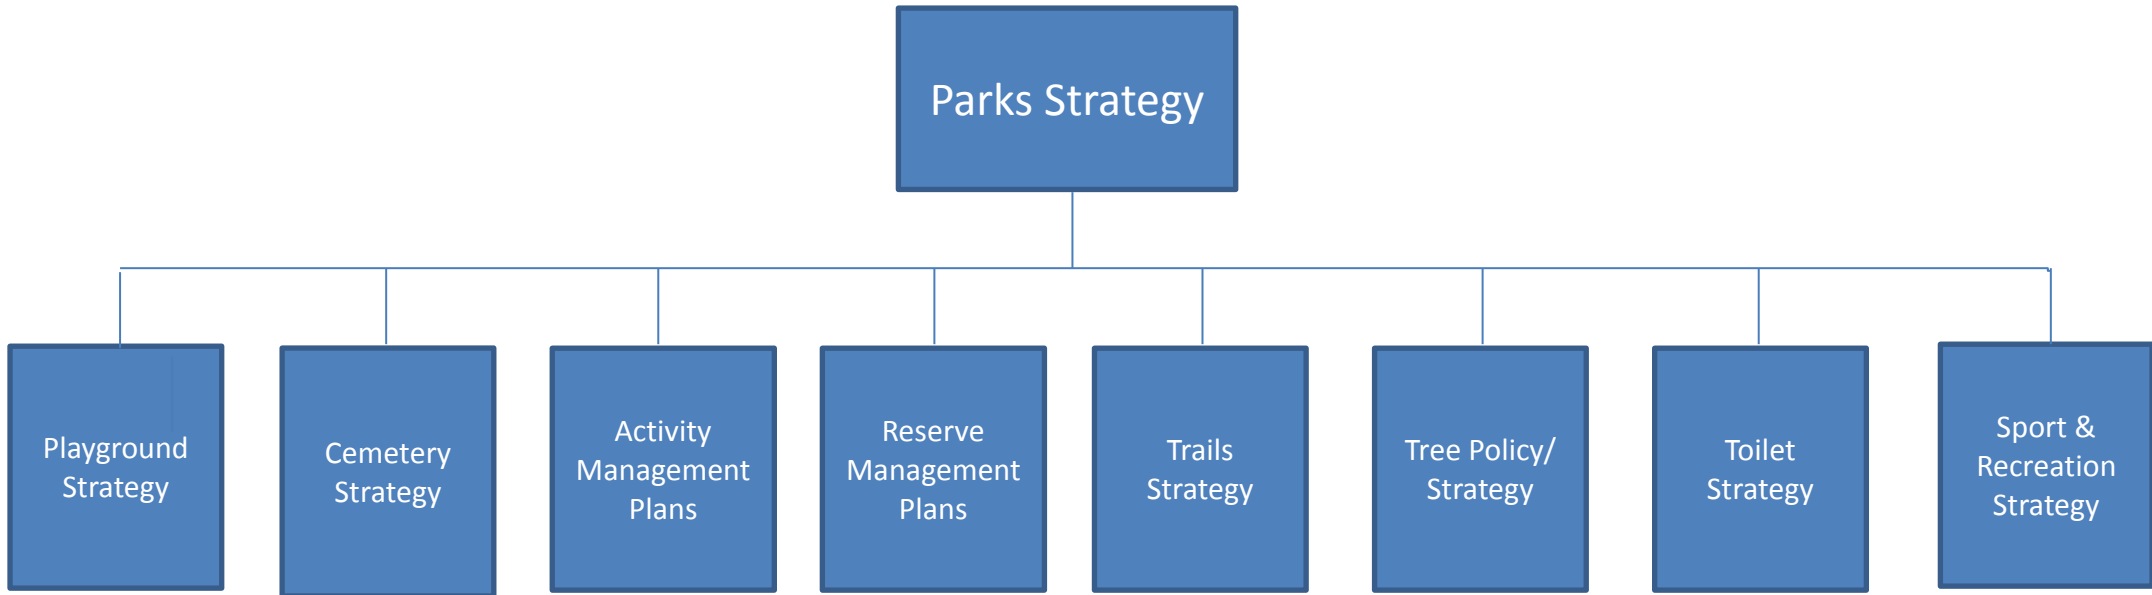 Parks Strategy
Playground
Strategy
Cemetery
Strategy
Activity
Management
Plans
Reserve
Management
Plans
Trails
Strategy
Tree Policy/
Strategy
Toilet
Strategy
Sport &
Recreation
Strategy